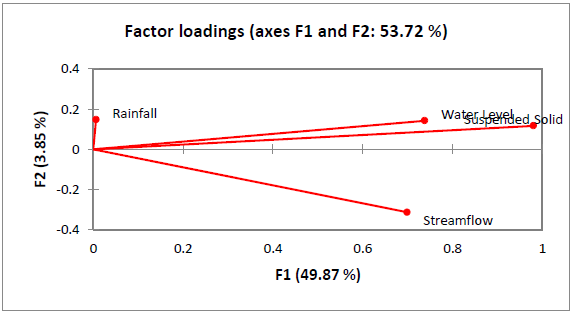 Factor loadings (axes F1 and F2: 53.72 %)
0.4
0.2
0
-0.2
-0.4
F2 (3.85 %)
Rainfall
Water Level
Suspended Solid
Streamflow
0 0.2 0.4 0.6 0.8 1
F1 (49.87 %)